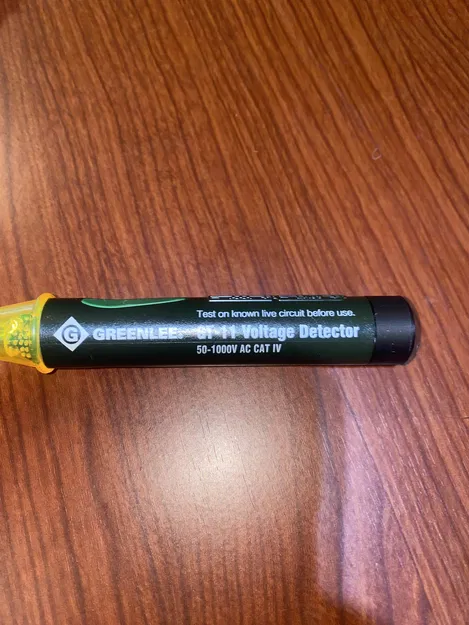 Test on known live circuit before use.
G GREENLEE GT-11 Voltage Detector
50-1000V AC CAT IV